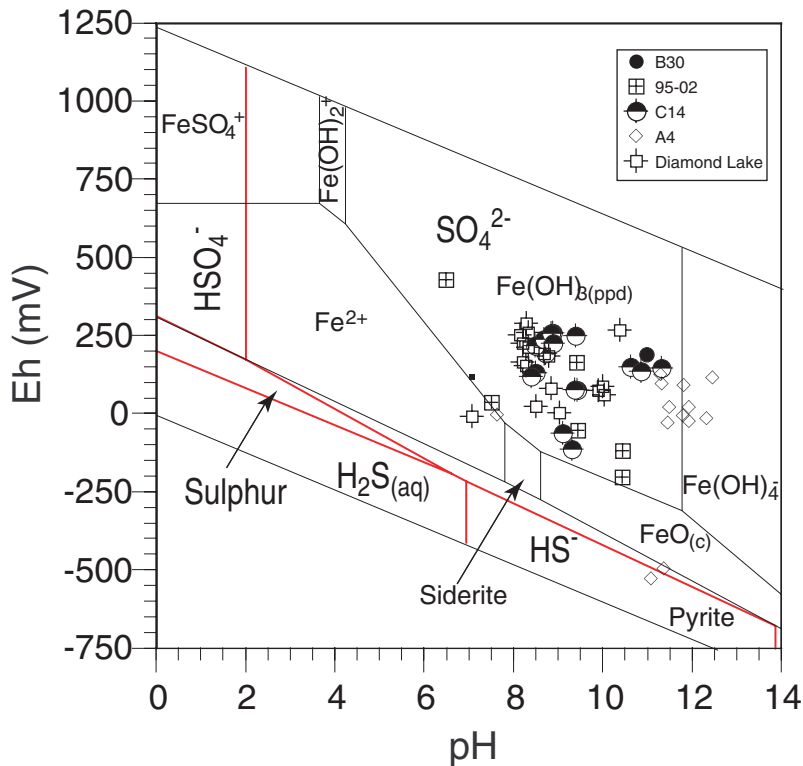 1250
1000
750
500
250
0
-250
-500
-750
Eh (mV)
0
2
4
6
8
10
12
14
pH
B30
95-02
C14
A4
Diamond Lake
FeSO₄⁺
Fe(OH)₂⁺
SO₄²⁻
HSO₄⁻
Fe²⁺
Fe(OH)₃(ppd)
Sulphur
H₂S(aq)
HS⁻
Siderite
Fe(OH)₄⁻
FeO(c)
Pyrite